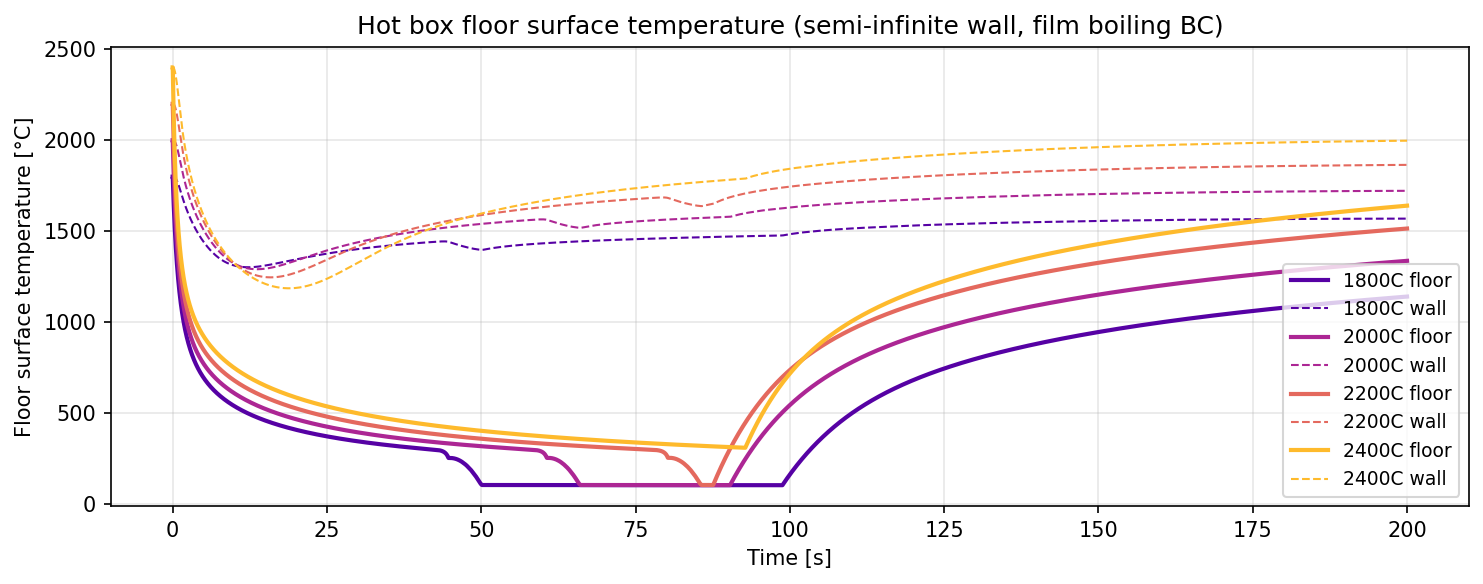 Hot box floor surface temperature (semi-infinite wall, film boiling BC)
Floor surface temperature [°C]
2500
2000
1500
1000
500
0
0
25
50
75
100
125
150
175
200
Time [s]
1800C floor
1800C wall
2000C floor
2000C wall
2200C floor
2200C wall
2400C floor
2400C wall